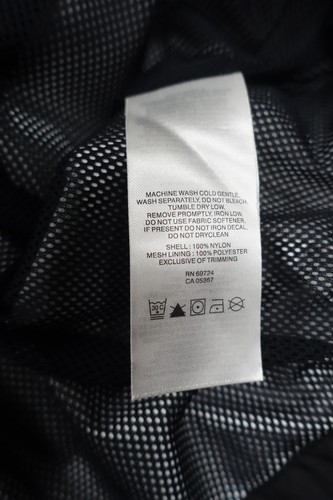 MACHINE WASH COLD GENTLE,
WASH SEPARATELY, DO NOT BLEACH,
TUMBLE DRY LOW,
REMOVE PROMPTLY, IRON LOW,
DO NOT USE FABRIC SOFTENER,
IF PRESENT DO NOT IRON DECAL,
DO NOT DRYCLEAN
SHELL : 100% NYLON
MESH LINING : 100% POLYESTER
EXCLUSIVE OF TRIMMING
RN 69724
CA 05367
30 C